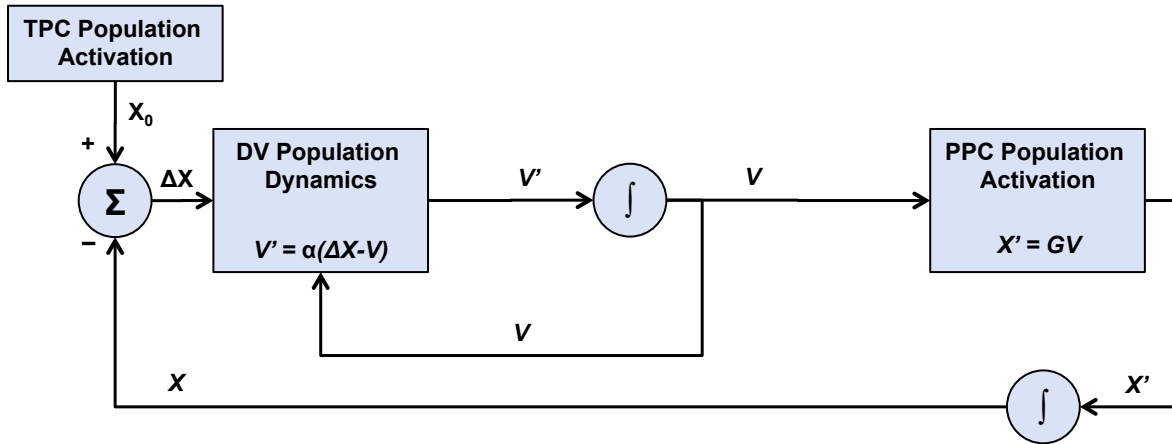 TPC Population
Activation
X₀
+
Σ
−
ΔX
DV Population
Dynamics
V' = α(ΔX-V)
V'
∫
V
PPC Population
Activation
X' = GV
V
X
∫
X'